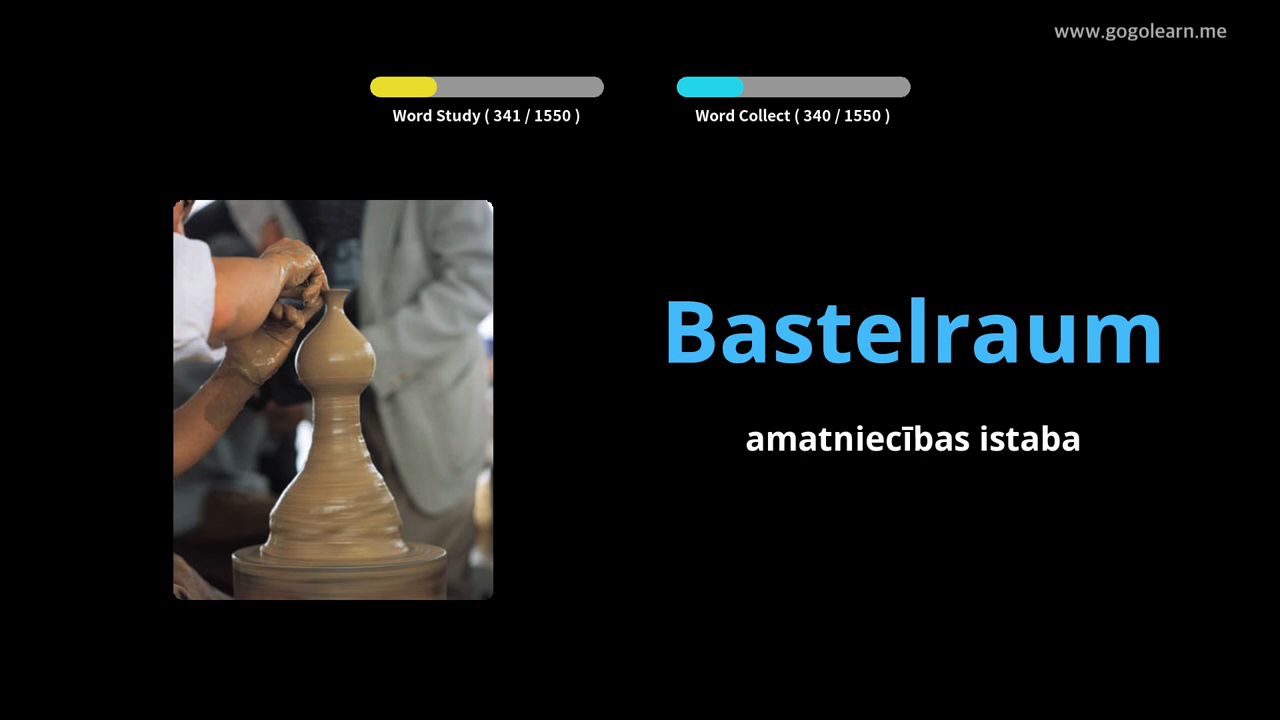 www.gogolearn.me
Word Study ( 341 / 1550 )
Word Collect ( 340 / 1550 )
Bastelraum
amatniecības istaba